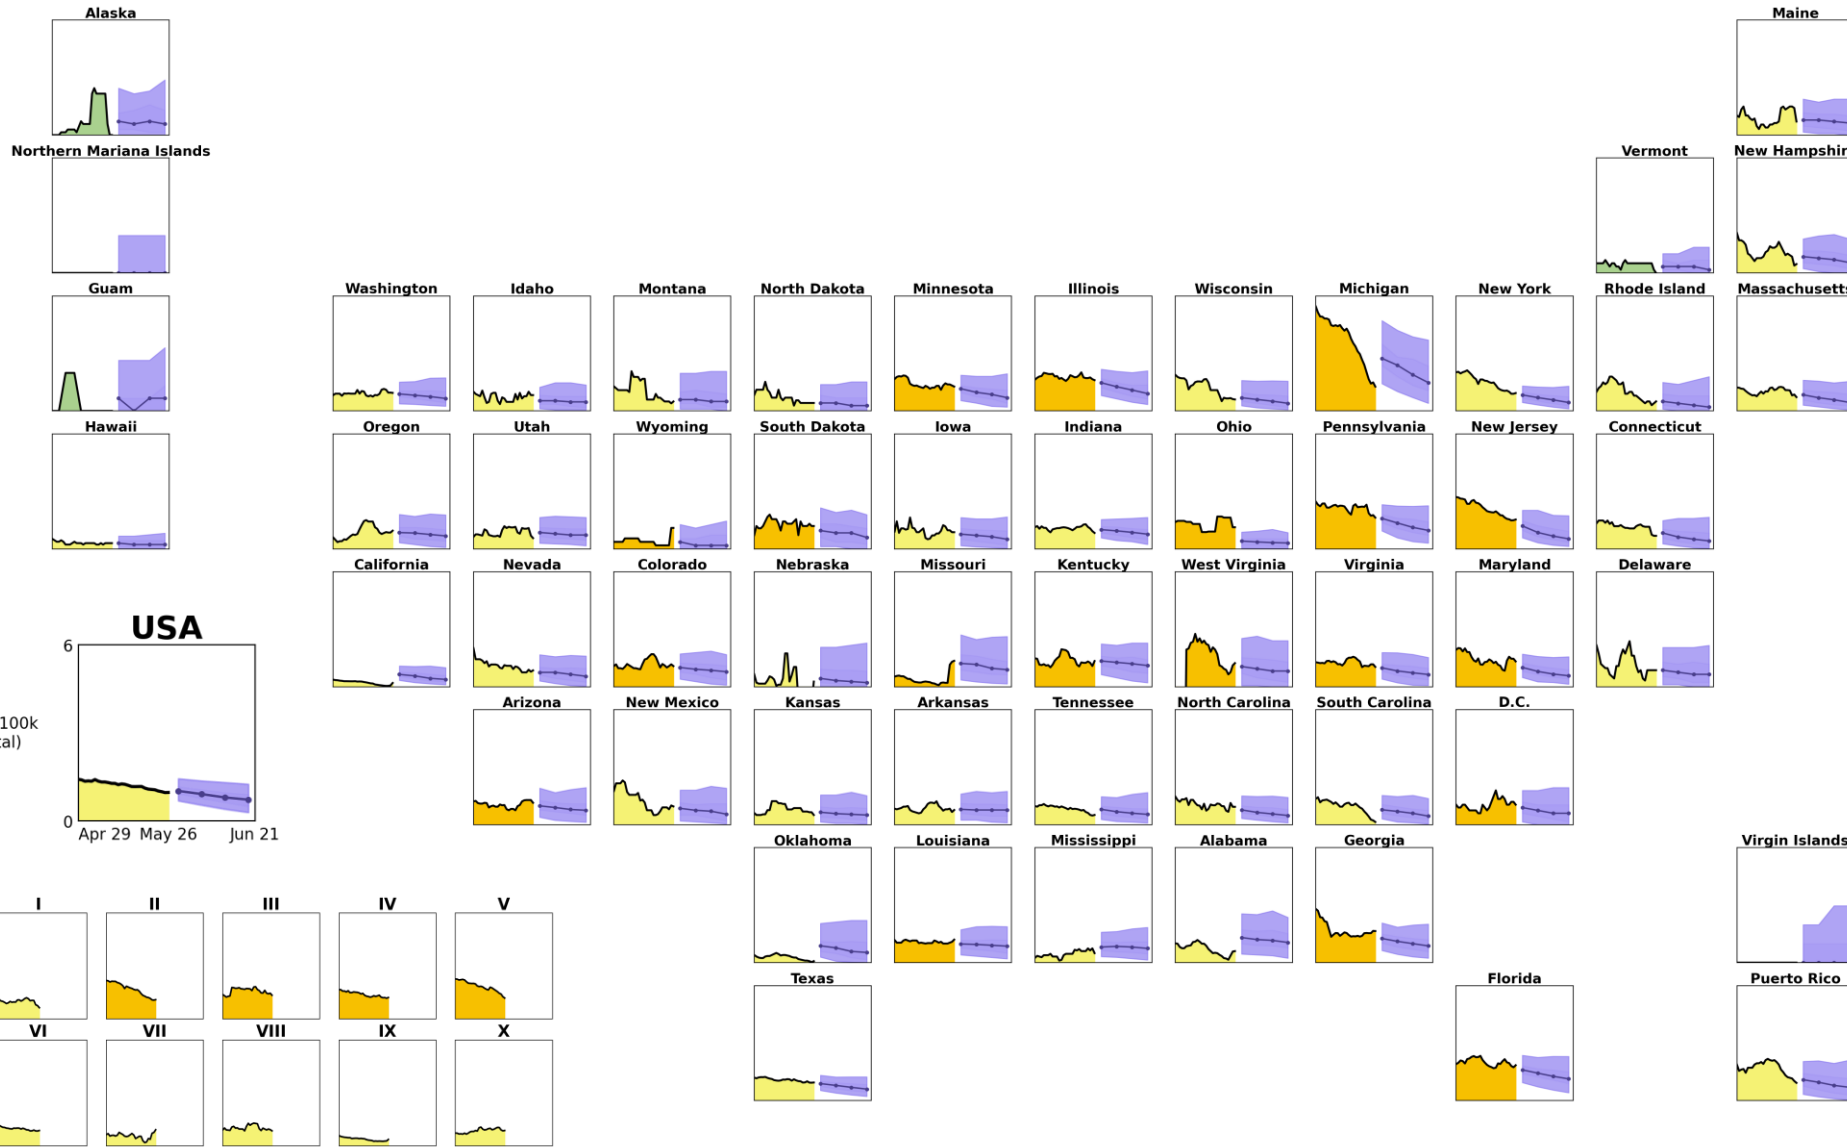 Alaska
Maine
Northern Mariana Islands
Vermont
New Hampshir
Guam
Washington
Idaho
Montana
North Dakota
Minnesota
Illinois
Wisconsin
Michigan
New York
Rhode Island
Massachusetts
Hawaii
Oregon
Utah
Wyoming
South Dakota
Iowa
Indiana
Ohio
Pennsylvania
New Jersey
Connecticut
California
Nevada
Colorado
Nebraska
Missouri
Kentucky
West Virginia
Virginia
Maryland
Delaware
USA
6
100k
tal)
0
Apr 29 May 26 Jun 21
Arizona
New Mexico
Kansas
Arkansas
Tennessee
North Carolina
South Carolina
D.C.
Oklahoma
Louisiana
Mississippi
Alabama
Georgia
Virgin Islands
I
II
III
IV
V
Texas
Florida
Puerto Rico
VI
VII
VIII
IX
X